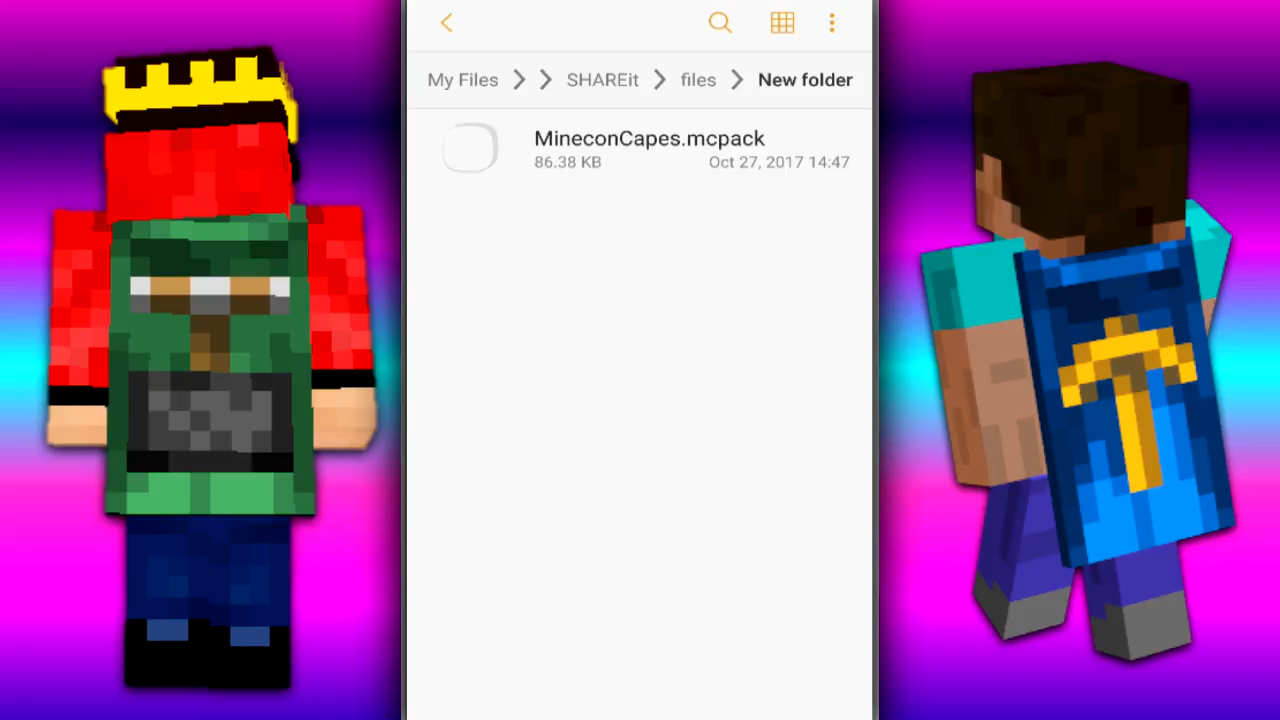 My Files SHAREit files New folder
MineconCapes.mcpack
86.38 KB Oct 27, 2017 14:47